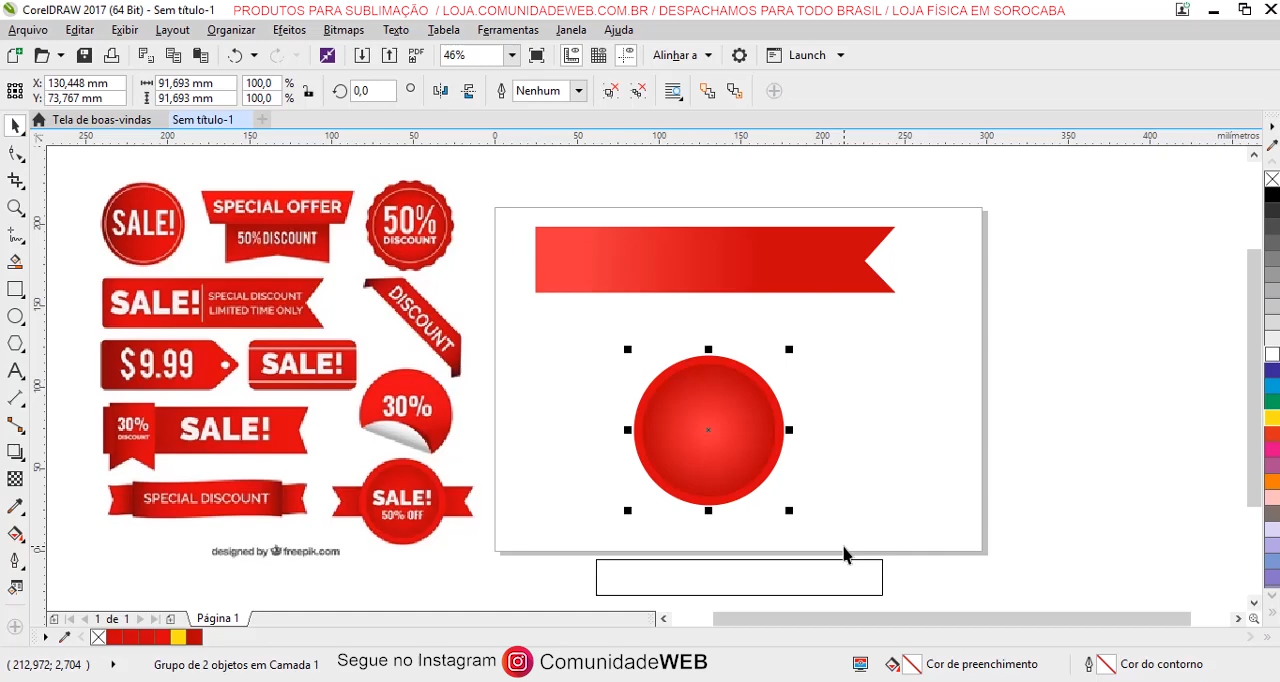 CorelDRAW 2017 (64 Bit) - Sem título-1
PRODUTOS PARA SUBLIMAÇÃO / LOJA.COMUNIDADEWEB.COM.BR / DESPACHAMOS PARA TODO BRASIL / LOJA FÍSICA EM SOROCABA
Arquivo Editar Exibir Layout Organizar Efeitos Bitmaps Texto Tabela Ferramentas Janela Ajuda
PDF 46% Alinhar a Launch
X: 130,448 mm 91,693 mm 100,0 % 0,0 Nenhum
Y: 73,767 mm 91,693 mm 100,0 %
Tela de boas-vindas Sem título-1
250 200 150 100 50 0 50 100 150 200 250 300 350 400 milímetros
200
150
100
50
0
SALE!
SPECIAL OFFER
50% DISCOUNT
50%
DISCOUNT
SALE!
SPECIAL DISCOUNT
LIMITED TIME ONLY
DISCOUNT
$9.99
SALE!
30%
30%
DISCOUNT
SALE!
SPECIAL DISCOUNT
SALE!
50% OFF
designed by freepik.com
1 de 1 Página 1
( 212,972; 2,704 ) Grupo de 2 objetos em Camada 1
Segue no Instagram ComunidadeWEB
Cor de preenchimento Cor do contorno